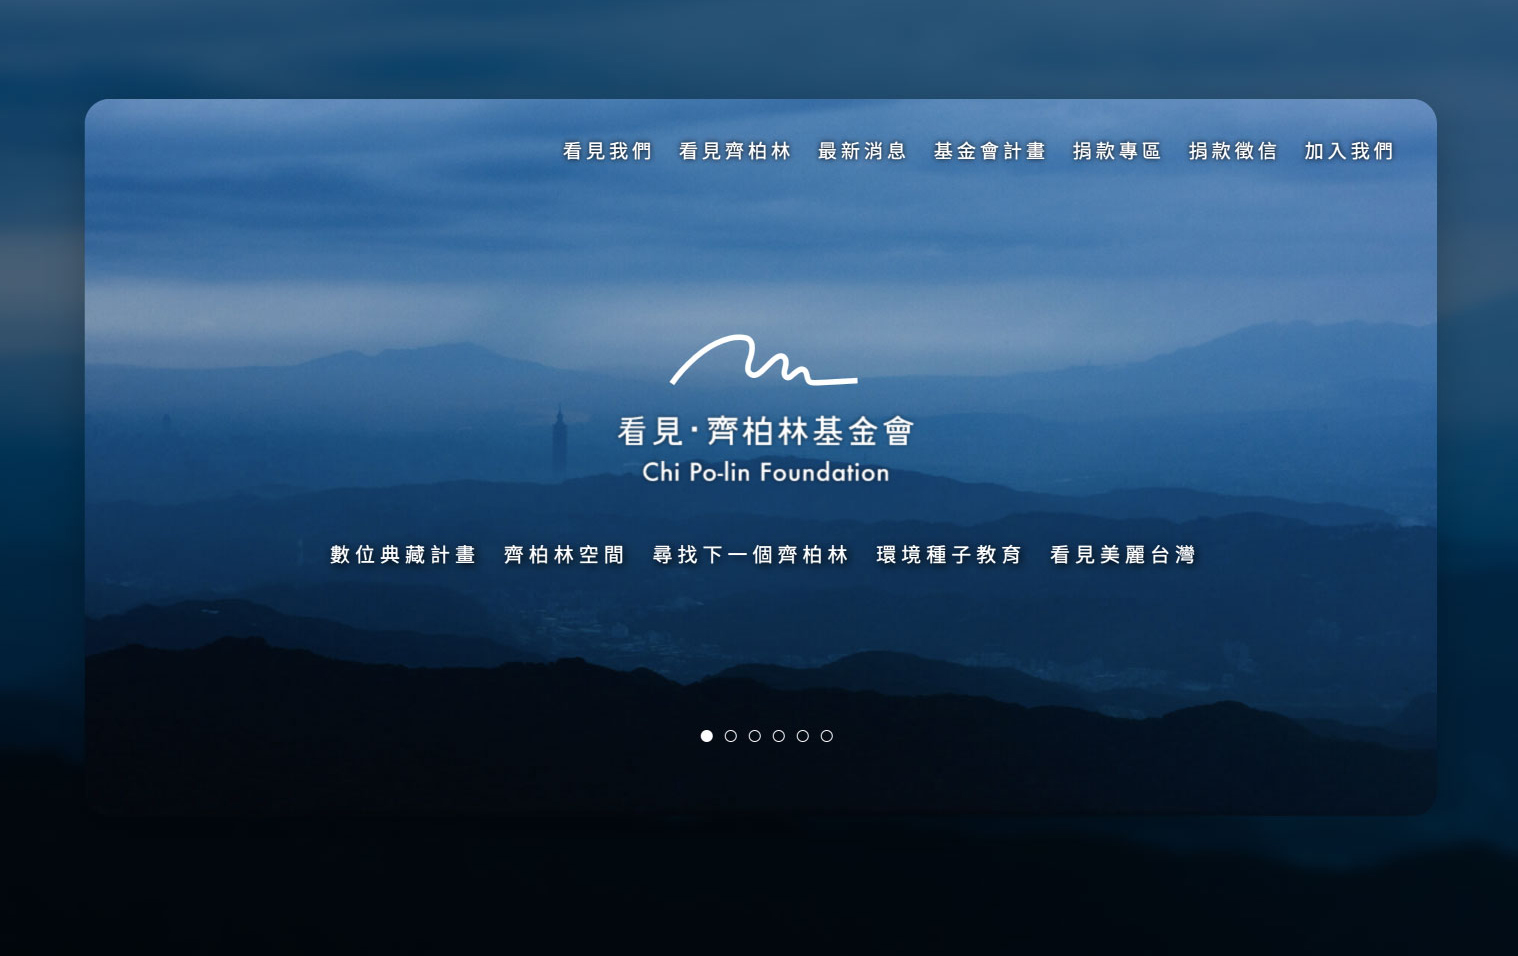 看見我們 看見齊柏林 最新消息 基金會計畫 捐款專區 捐款徵信 加入我們
看見·齊柏林基金會
Chi Po-lin Foundation
數位典藏計畫 齊柏林空間 尋找下一個齊柏林 環境種子教育 看見美麗台灣